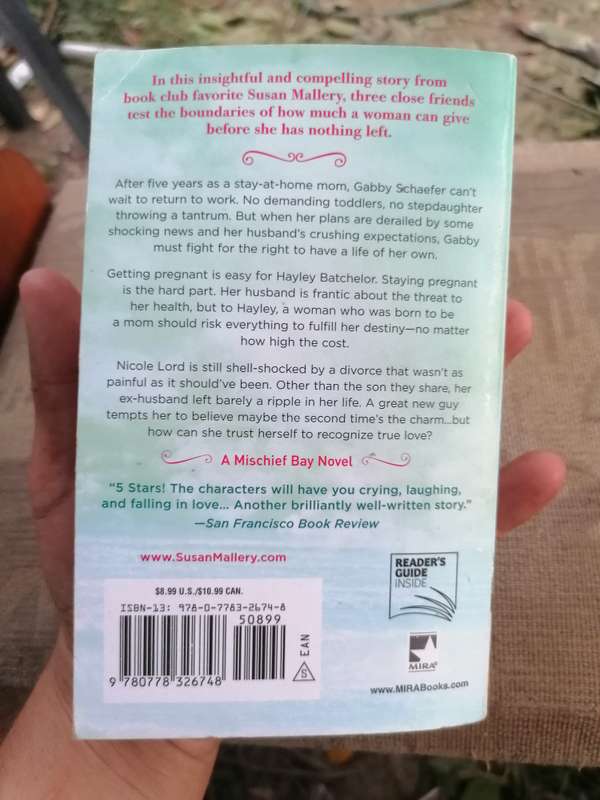 In this insightful and compelling story from
book club favorite Susan Mallery, three close friends
test the boundaries of how much a woman can give
before she has nothing left.
After five years as a stay-at-home mom, Gabby Schaefer can't
wait to return to work. No demanding toddlers, no stepdaughter
throwing a tantrum. But when her plans are derailed by some
shocking news and her husband's crushing expectations, Gabby
must fight for the right to have a life of her own.
Getting pregnant is easy for Hayley Batchelor. Staying pregnant
is the hard part. Her husband is frantic about the threat to
her health, but to Hayley, a woman who was born to be
a mom should risk everything to fulfill her destiny—no matter
how high the cost.
Nicole Lord is still shell-shocked by a divorce that wasn't as
painful as it should've been. Other than the son they share, her
ex-husband left barely a ripple in her life. A great new guy
tempts her to believe maybe the second time's the charm...but
how can she trust herself to recognize true love?
A Mischief Bay Novel
"5 Stars! The characters will have you crying, laughing,
and falling in love... Another brilliantly well-written story."
—San Francisco Book Review
www.SusanMallery.com
READER'S
GUIDE
INSIDE
$8.99 U.S./$10.99 CAN.
ISBN-13: 978-0-7783-2674-8
50899
EAN
S
9 780778 326748
MIRA®
www.MIRABooks.com